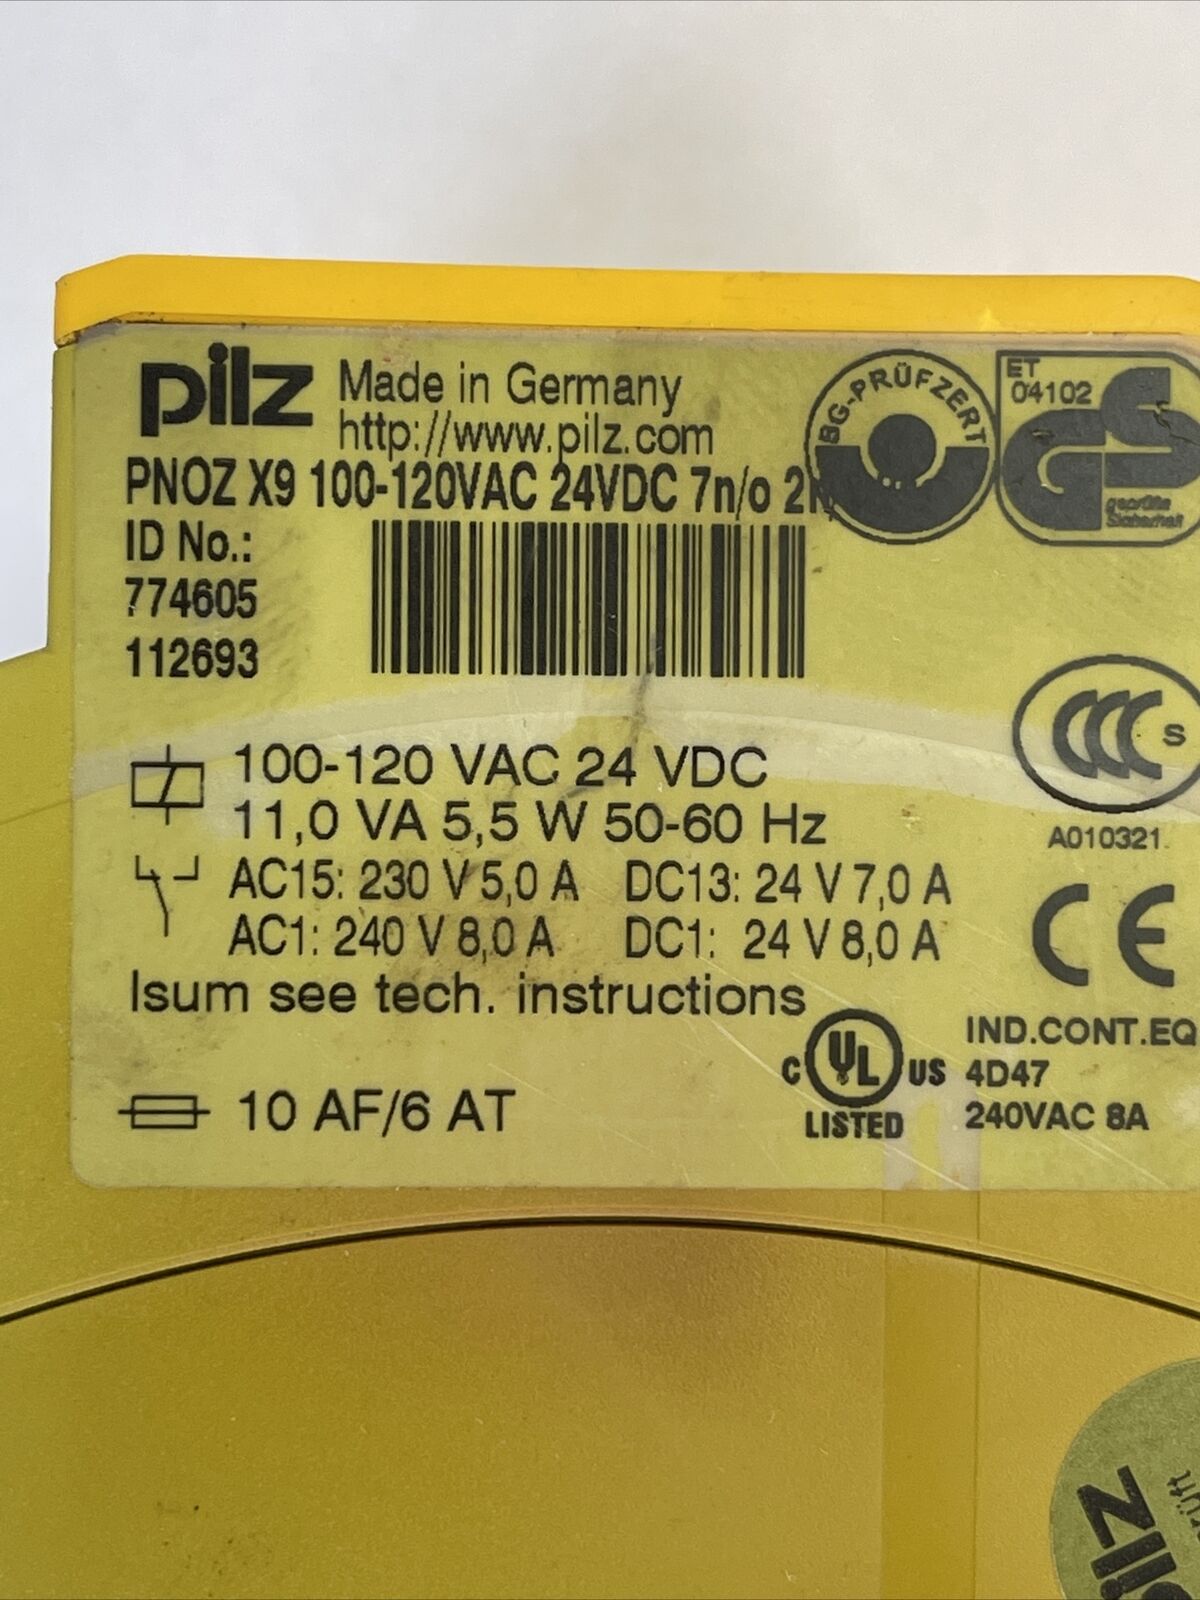 pilz Made in Germany
http://www.pilz.com
PNOZ X9 100-120VAC 24VDC 7n/o 2
BG-PRÜFZERT
ET
04102
GS
geprüfte
Sicherheit
ID No.:
774605
112693
CCC S
A010321
100-120 VAC 24 VDC
11,0 VA 5,5 W 50-60 Hz
AC15: 230 V 5,0 A DC13: 24 V 7,0 A
AC1: 240 V 8,0 A DC1: 24 V 8,0 A
CE
Isum see tech. instructions
10 AF/6 AT
C UL US
LISTED
IND.CONT.EQ
4D47
240VAC 8A